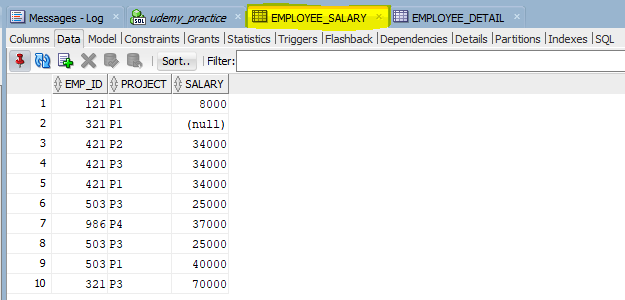 Messages - Log udemy_practice EMPLOYEE_SALARY EMPLOYEE_DETAIL
Columns Data Model Constraints Grants Statistics Triggers Flashback Dependencies Details Partitions Indexes SQL
Sort.. Filter:
EMP_ID PROJECT SALARY
1 121 P1 8000
2 321 P1 (null)
3 421 P2 34000
4 421 P3 34000
5 421 P1 34000
6 503 P3 25000
7 986 P4 37000
8 503 P3 25000
9 503 P1 40000
10 321 P3 70000